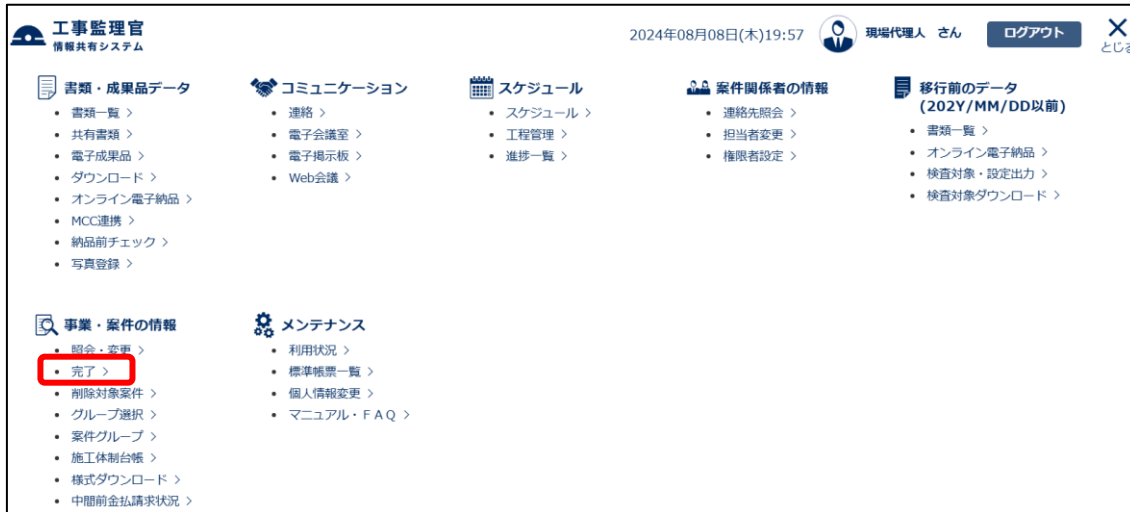 工事監理官
情報共有システム
2024年08月08日(木)19:57
現場代理人 さん
ログアウト
とじる
書類・成果品データ
書類一覧 >
共有書類 >
電子成果品 >
ダウンロード >
オンライン電子納品 >
MCC連携 >
納品前チェック >
写真登録 >
コミュニケーション
連絡 >
電子会議室 >
電子掲示板 >
Web会議 >
スケジュール
スケジュール >
工程管理 >
進捗一覧 >
案件関係者の情報
連絡先照会 >
担当者変更 >
権限者設定 >
移行前のデータ
(202Y/MM/DD以前)
書類一覧 >
オンライン電子納品 >
検査対象・設定出力 >
検査対象ダウンロード >
事業・案件の情報
照会・変更 >
完了 >
削除対象案件 >
グループ選択 >
案件グループ >
施工体制台帳 >
様式ダウンロード >
中間前金払請求状況 >
メンテナンス
利用状況 >
標準帳票一覧 >
個人情報変更 >
マニュアル・FAQ >